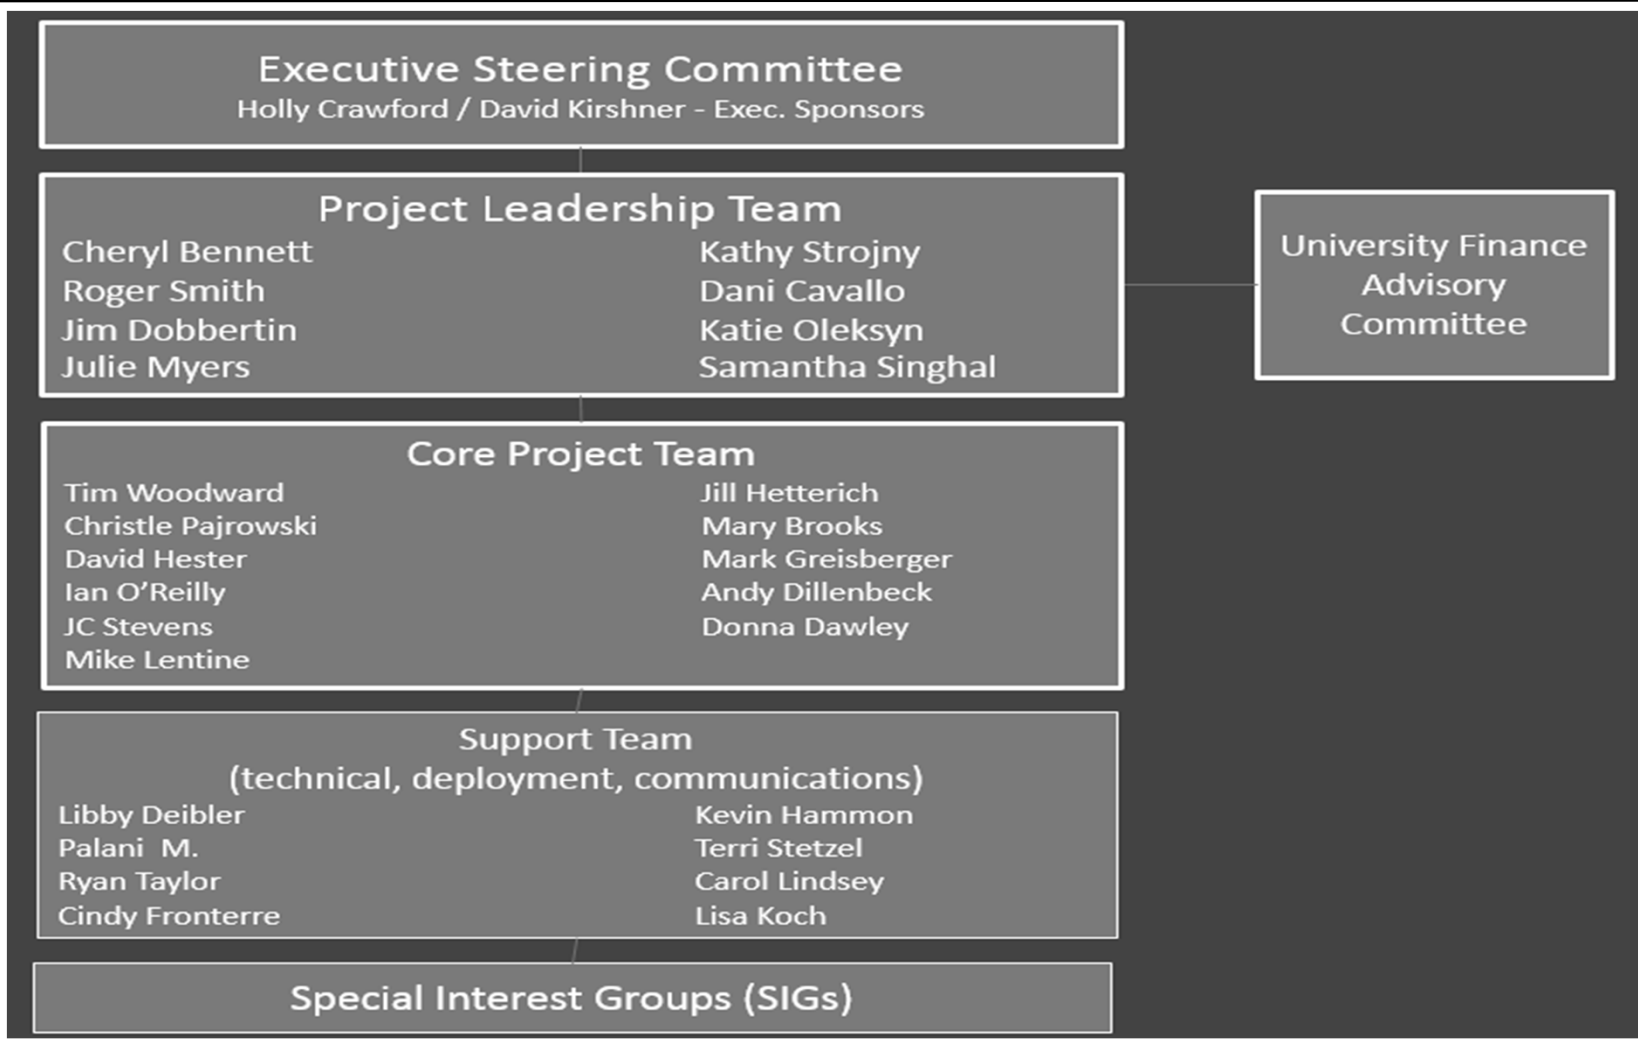 Executive Steering Committee
Holly Crawford / David Kirshner - Exec. Sponsors
Project Leadership Team
Cheryl Bennett
Roger Smith
Jim Dobbertin
Julie Myers
Kathy Strojny
Dani Cavallo
Katie Oleksyn
Samantha Singhal
University Finance
Advisory
Committee
Core Project Team
Tim Woodward
Christle Pajrowski
David Hester
Ian O’Reilly
JC Stevens
Mike Lentine
Jill Hetterich
Mary Brooks
Mark Greisberger
Andy Dillenbeck
Donna Dawley
Support Team
(technical, deployment, communications)
Libby Deibler
Palani  M.
Ryan Taylor
Cindy Fronterre
Kevin Hammon
Terri Stetzel
Carol Lindsey
Lisa Koch
Special Interest Groups (SIGs)